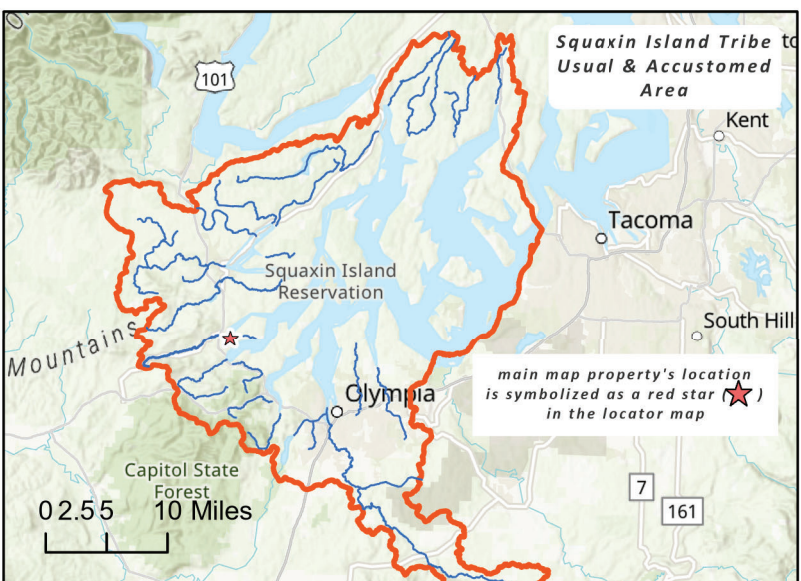 101
Squaxin Island Tribe
Usual & Accustomed
Area
Kent
Tacoma
Squaxin Island
Reservation
South Hill
Mountains
main map property's location
is symbolized as a red star ( )
in the locator map
Olympia
Capitol State
Forest
7
161
0 2.5 5 10 Miles